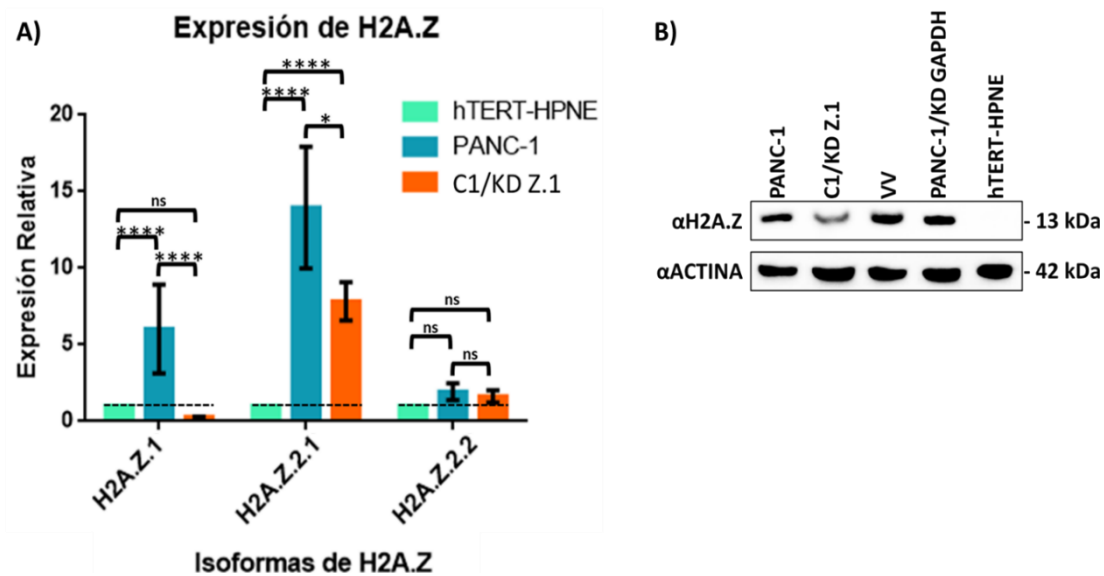 A)
Expresión de H2A.Z
****
****
*
ns
****
****
ns
ns
ns
hTERT-HPNE
PANC-1
C1/KD Z.1
Expresión Relativa
20
15
10
5
0
H2A.Z.1
H2A.Z.2.1
H2A.Z.2.2
Isoformas de H2A.Z
B)
PANC-1
C1/KD Z.1
VV
PANC-1/KD GAPDH
hTERT-HPNE
αH2A.Z
- 13 kDa
αACTINA
- 42 kDa